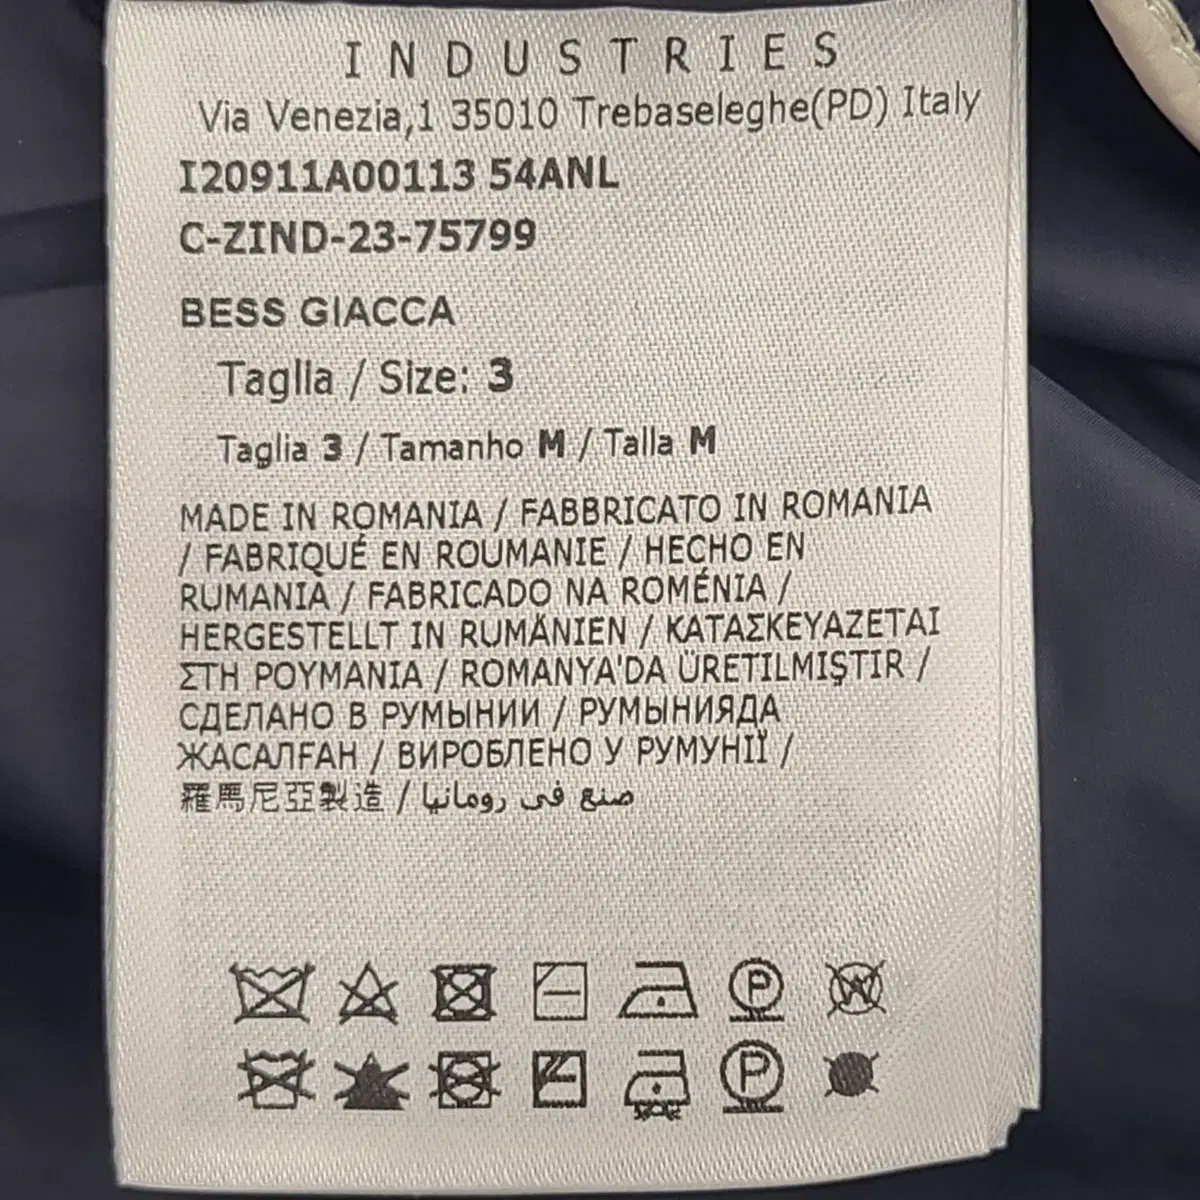 INDUSTRIES
Via Venezia,1 35010 Trebaseleghe(PD) Italy
I20911A00113 54ANL
C-ZIND-23-75799
BESS GIACCA
Taglia / Size: 3
Taglia 3 / Tamanho M / Talla M
MADE IN ROMANIA / FABBRICATO IN ROMANIA
/ FABRIQUÉ EN ROUMANIE / HECHO EN
RUMANIÀ / FABRICADO NA ROMÉNIA /
HERGESTELLT IN RUMÄNIEN / ΚΑΤΑΣΚΕΥΑΖΕΤΑΙ
ΣΤΗ ΡΟΥΜΑΝΙΑ / ROMANYA'DA ÜRETILMIŞTIR /
СДЕЛАНО В РУМЫНИИ / РУМЫНИЯДА
ЖАСАЛҒАН / ВИРОБЛЕНО У РУМУНІЇ /
羅馬尼亞製造 / صنع في رومانيا
P W
P